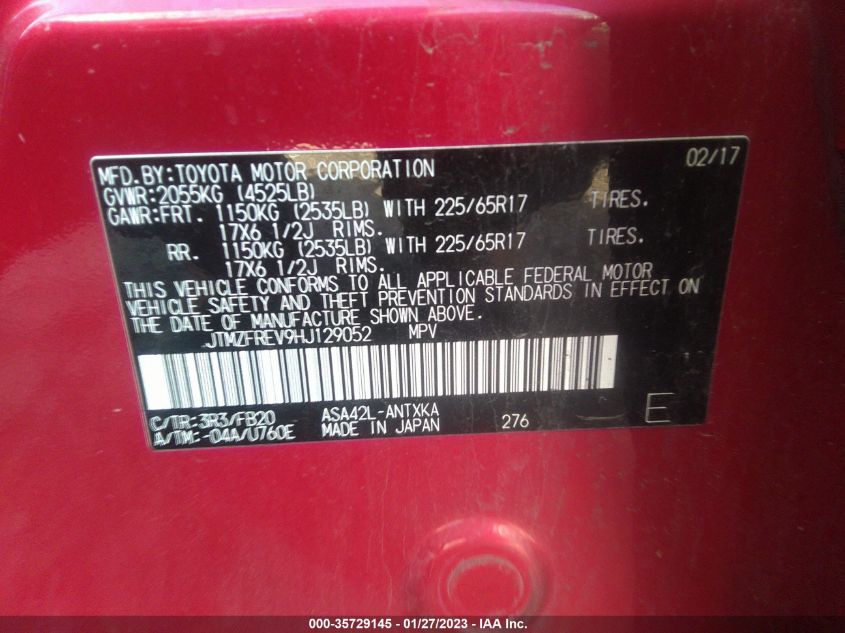 MFD.BY:TOYOTA MOTOR CORPORATION 02/17
GVWR:2055KG (4525LB)
GAWR:FRT. 1150KG (2535LB) WITH 225/65R17 TIRES.
17X6 1/2J RIMS.
RR. 1150KG (2535LB) WITH 225/65R17 TIRES.
17X6 1/2J RIMS.
THIS VEHICLE CONFORMS TO ALL APPLICABLE FEDERAL MOTOR
VEHICLE SAFETY AND THEFT PREVENTION STANDARDS IN EFFECT ON
THE DATE OF MANUFACTURE SHOWN ABOVE.
JTMZFREV9HJ129052 MPV
C/TR:3R3/FB20 ASA42L-ANTXKA
A/TM:-04A/U760E MADE IN JAPAN 276 E
000-35729145 - 01/27/2023 - IAA Inc.